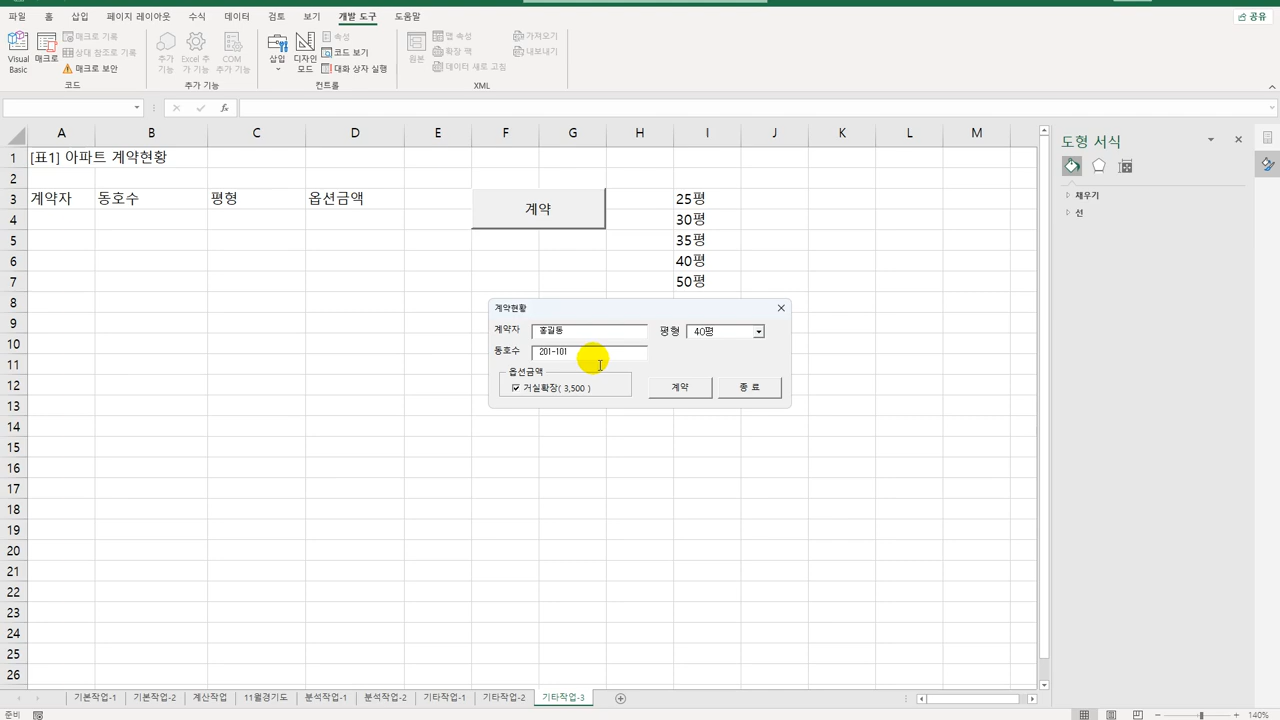 파일 홈 삽입 페이지 레이아웃 수식 데이터 검토 보기 개발 도구 도움말 공유
Visual Basic
매크로
매크로 기록
상대 참조로 기록
매크로 보안
코드
추가 기능
Excel 추가 기능
COM 추가 기능
추가 기능
삽입
디자인 모드
속성
코드 보기
대화 상자 실행
컨트롤
원본
맵 속성
확장 팩
데이터 새로 고침
가져오기
내보내기
XML
fx
A B C D E F G H I J K L M
1 [표1] 아파트 계약현황
2
3 계약자 동호수 평형 옵션금액 계약 25평
4 30평
5 35평
6 40평
7 50평
8
9
10
11
12
13
14
15
16
17
18
19
20
21
22
23
24
25
26
계약현황
계약자 홍길동 평형 40평
동호수 201-101
옵션금액
거실확장( 3,500 ) 계약 종 료
도형 서식
채우기
선
기본작업-1 기본작업-2 계산작업 11월경기도 분석작업-1 분석작업-2 기타작업-1 기타작업-2 기타작업-3
준비 140%